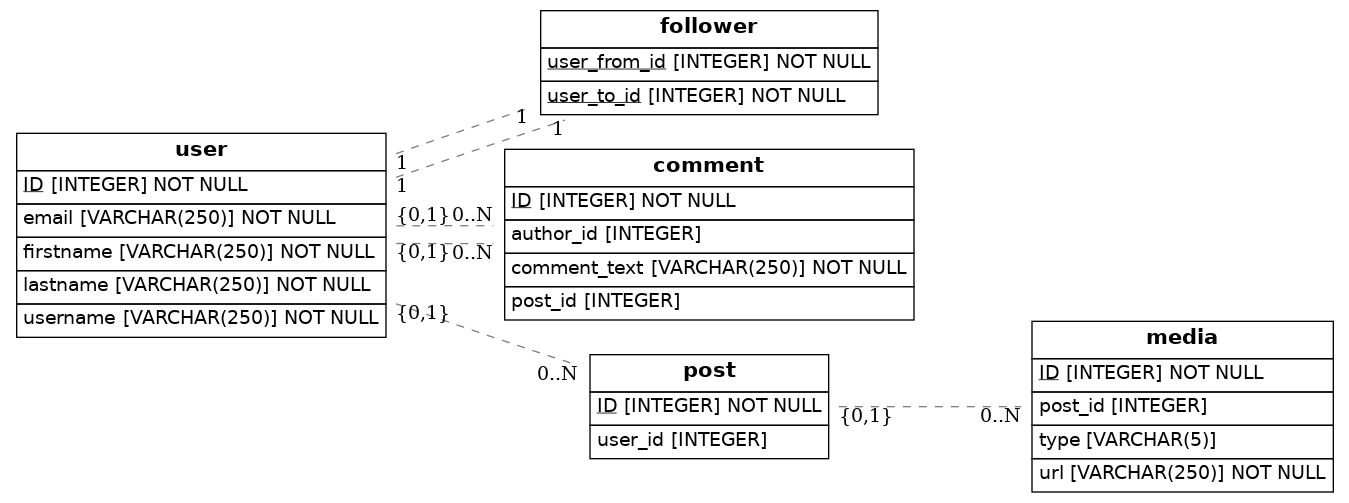 follower
user_from_id [INTEGER] NOT NULL
user_to_id [INTEGER] NOT NULL
1
1
1
1
user
ID [INTEGER] NOT NULL
email [VARCHAR(250)] NOT NULL
firstname [VARCHAR(250)] NOT NULL
lastname [VARCHAR(250)] NOT NULL
username [VARCHAR(250)] NOT NULL
{0,1} 0..N
{0,1} 0..N
comment
ID [INTEGER] NOT NULL
author_id [INTEGER]
comment_text [VARCHAR(250)] NOT NULL
post_id [INTEGER]
{0,1}
0..N
post
ID [INTEGER] NOT NULL
user_id [INTEGER]
{0,1}
0..N
media
ID [INTEGER] NOT NULL
post_id [INTEGER]
type [VARCHAR(5)]
url [VARCHAR(250)] NOT NULL